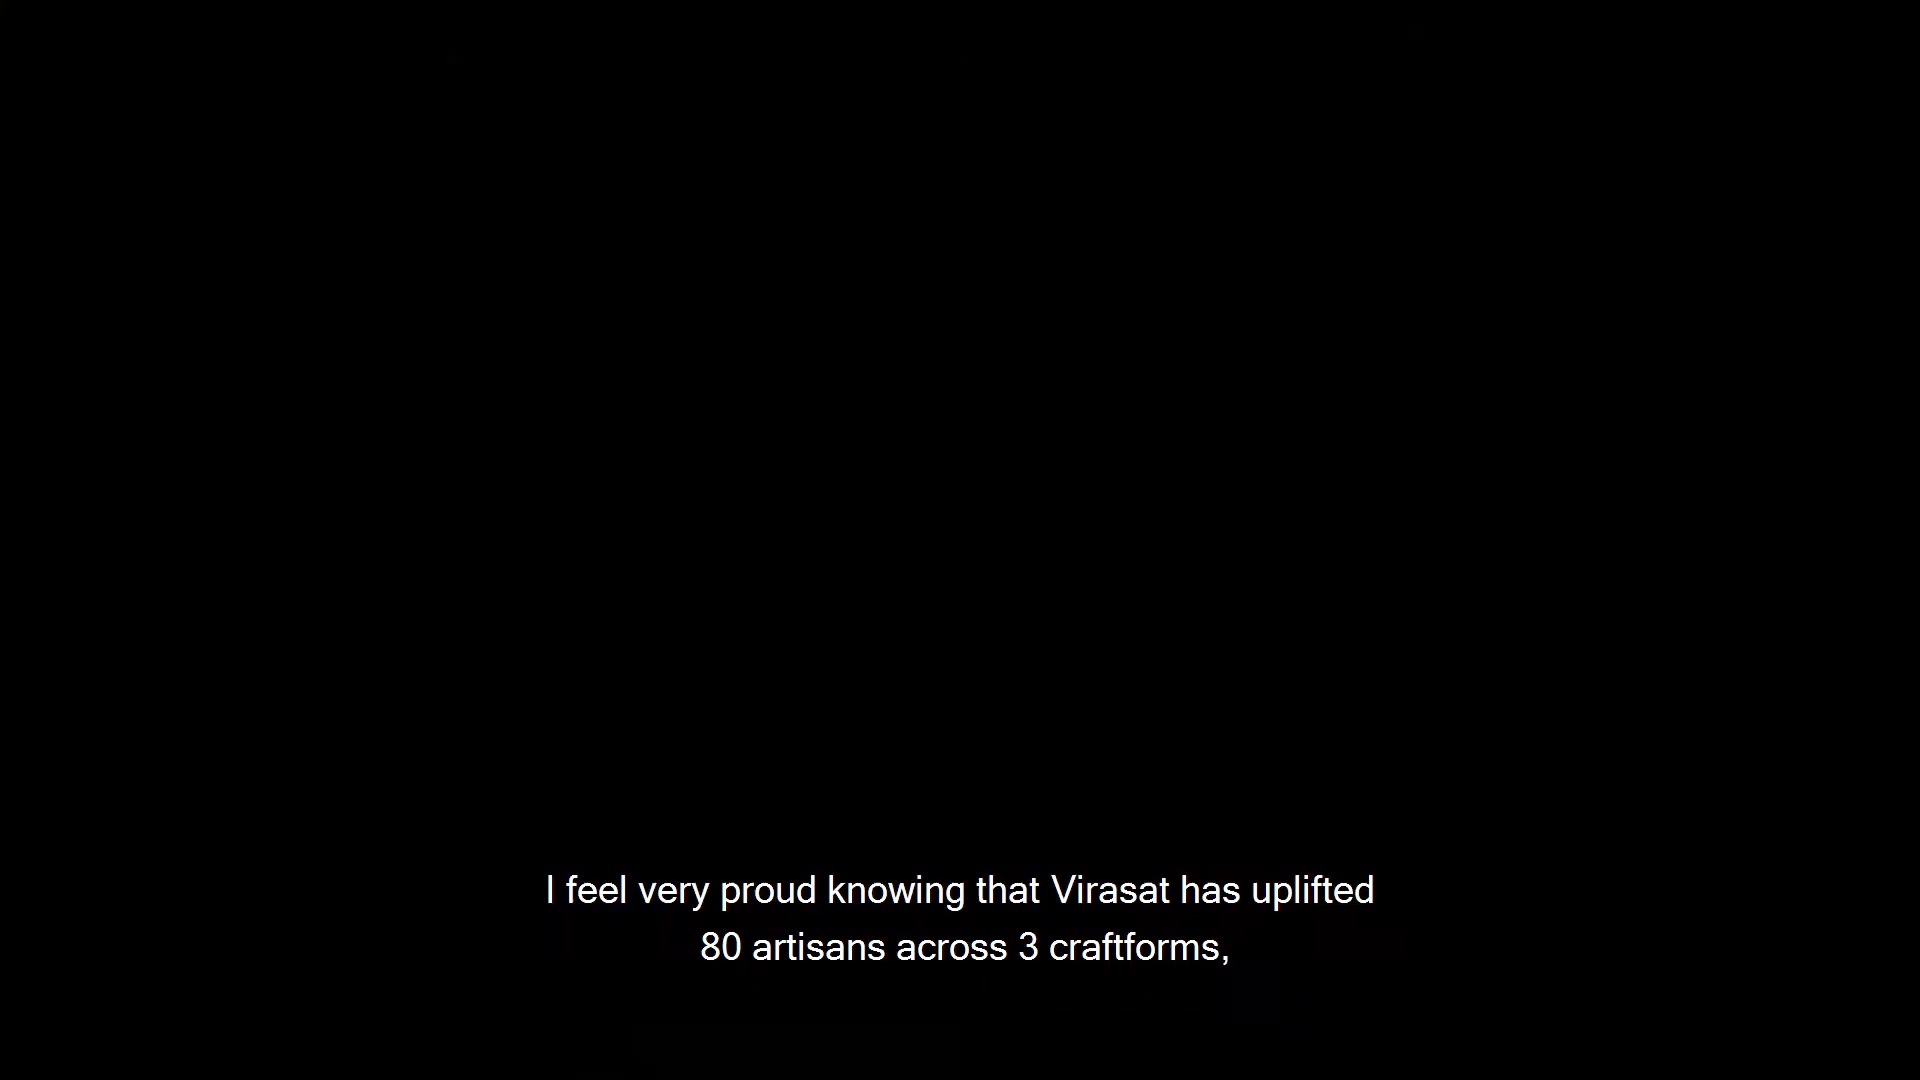 I feel very proud knowing that Virasat has uplifted
80 artisans across 3 craftforms,